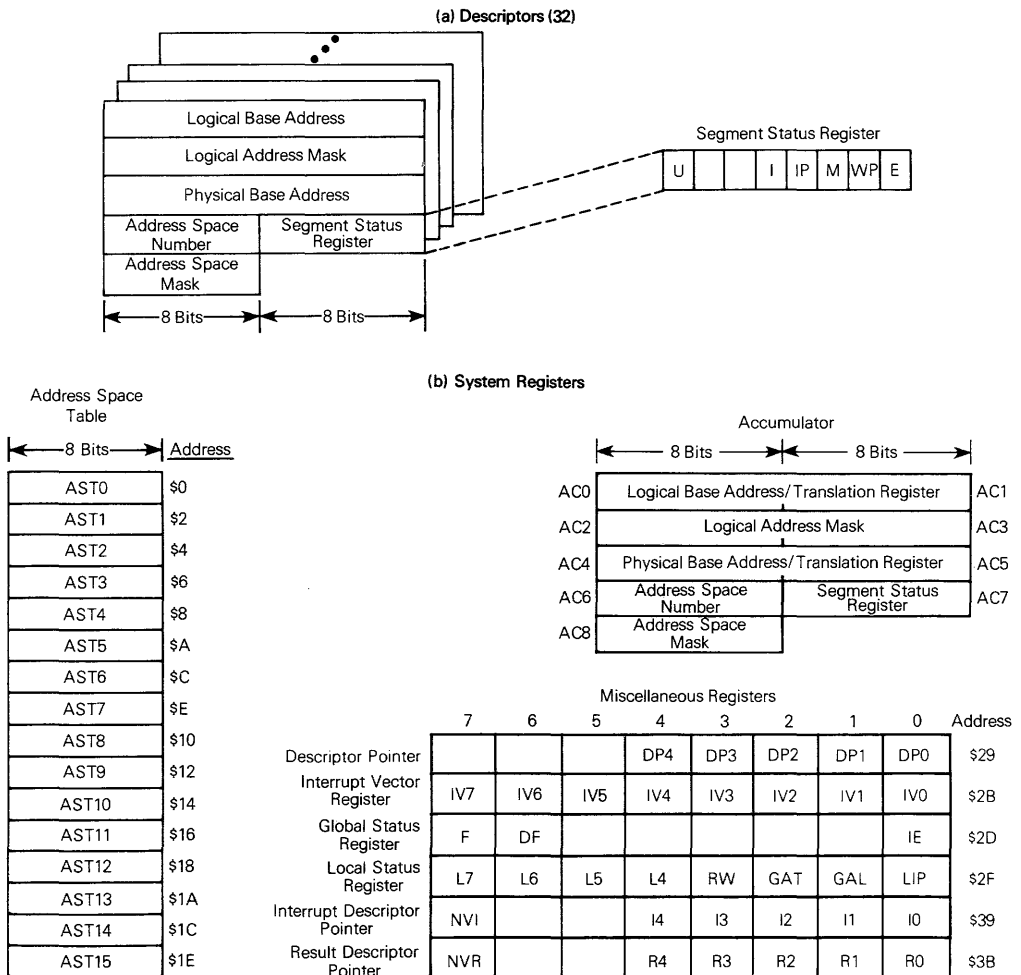 (a) Descriptors (32)
Logical Base Address
Logical Address Mask
Physical Base Address
Address Space
Number
Segment Status
Register
Address Space
Mask
8 Bits
8 Bits
Segment Status Register
U I IP M WP E
(b) System Registers
Address Space
Table
8 Bits Address
AST0 $0
AST1 $2
AST2 $4
AST3 $6
AST4 $8
AST5 $A
AST6 $C
AST7 $E
AST8 $10
AST9 $12
AST10 $14
AST11 $16
AST12 $18
AST13 $1A
AST14 $1C
AST15 $1E
Accumulator
8 Bits 8 Bits
AC0 Logical Base Address/Translation Register AC1
AC2 Logical Address Mask AC3
AC4 Physical Base Address/Translation Register AC5
AC6 Address Space
Number
Segment Status
Register AC7
AC8 Address Space
Mask
Miscellaneous Registers
7 6 5 4 3 2 1 0 Address
Descriptor Pointer DP4 DP3 DP2 DP1 DP0 $29
Interrupt Vector
Register IV7 IV6 IV5 IV4 IV3 IV2 IV1 IV0 $2B
Global Status
Register F DF IE $2D
Local Status
Register L7 L6 L5 L4 RW GAT GAL LIP $2F
Interrupt Descriptor
Pointer NVI I4 I3 I2 I1 I0 $39
Result Descriptor
Pointer NVR R4 R3 R2 R1 R0 $3B